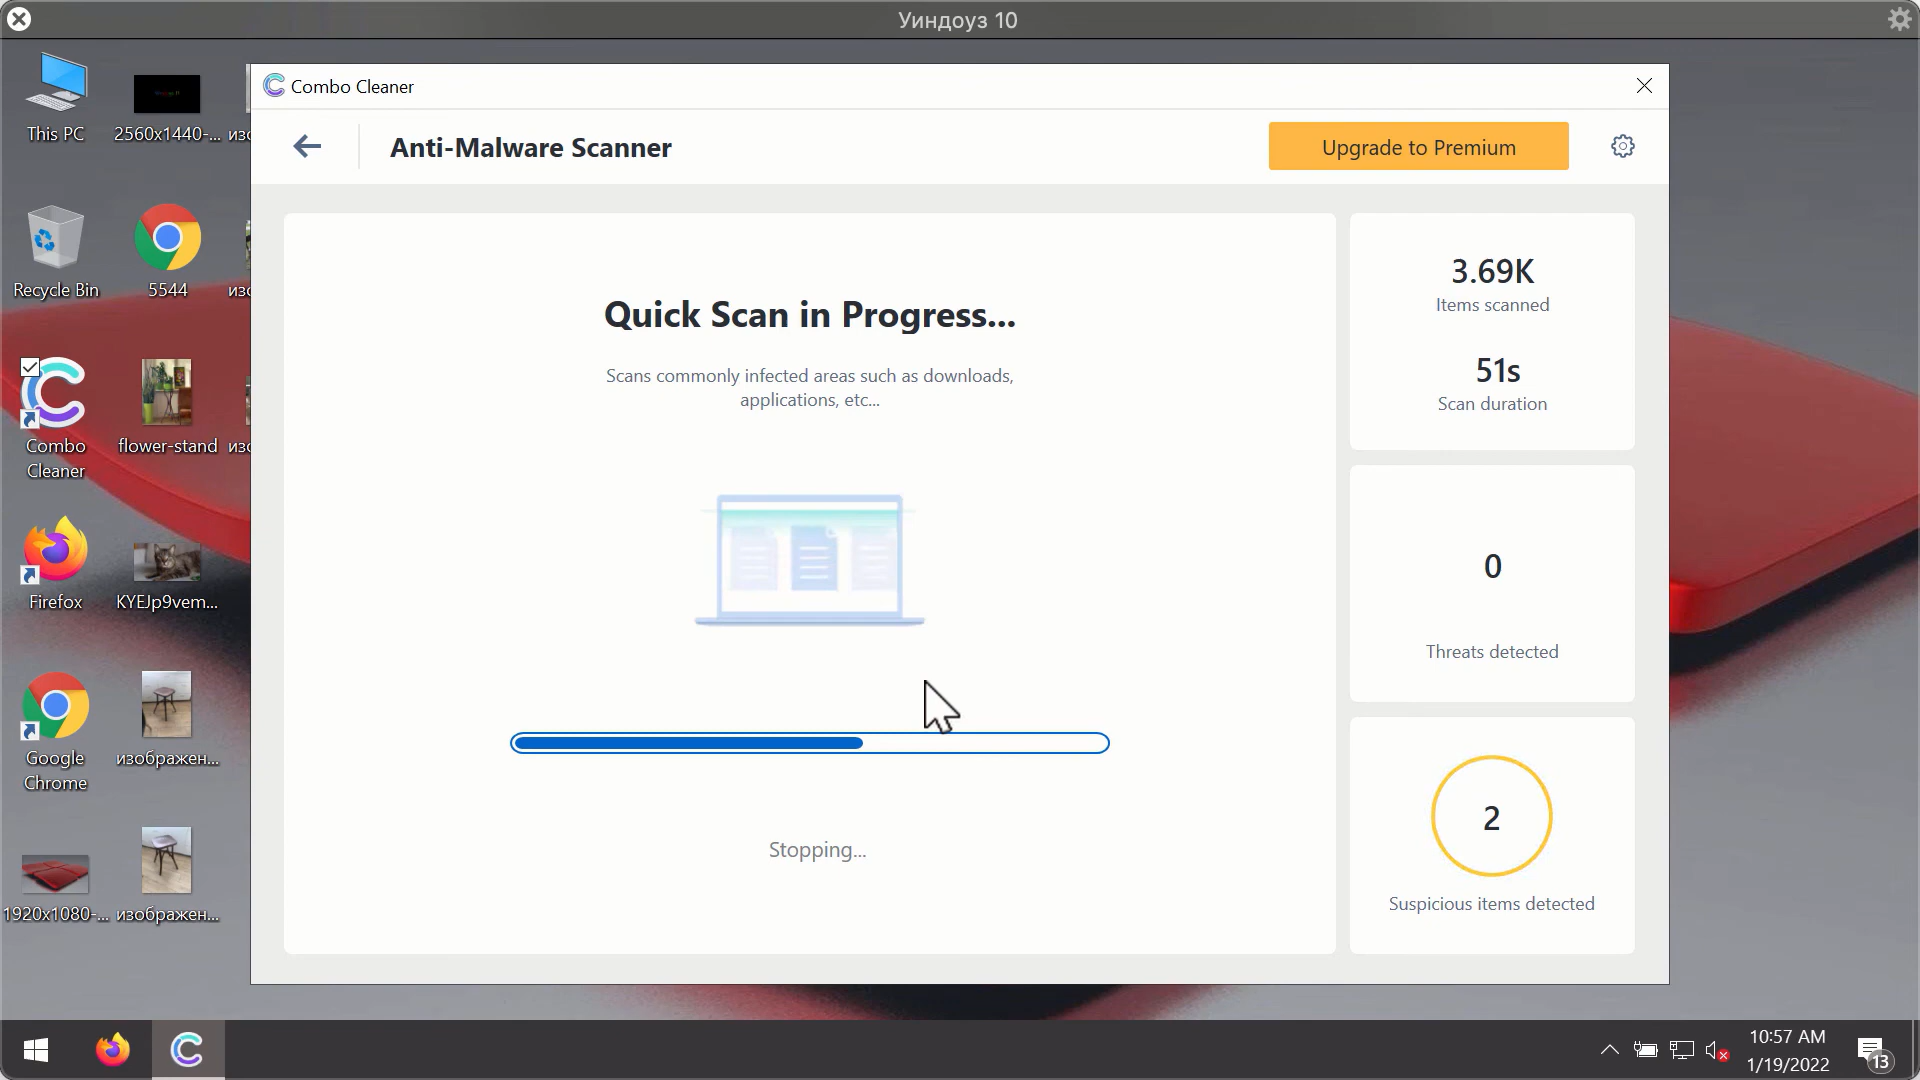 Уиндоуз 10
This PC
2560x1440-...
изо
Recycle Bin
5544
изо
Combo
Cleaner
flower-stand
изо
Firefox
KYEJp9vem...
Google
Chrome
изображен...
1920x1080-...
изображен...
Combo Cleaner
Anti-Malware Scanner
Upgrade to Premium
Quick Scan in Progress...
Scans commonly infected areas such as downloads,
applications, etc...
Stopping...
3.69K
Items scanned
51s
Scan duration
0
Threats detected
2
Suspicious items detected
10:57 AM
1/19/2022
13